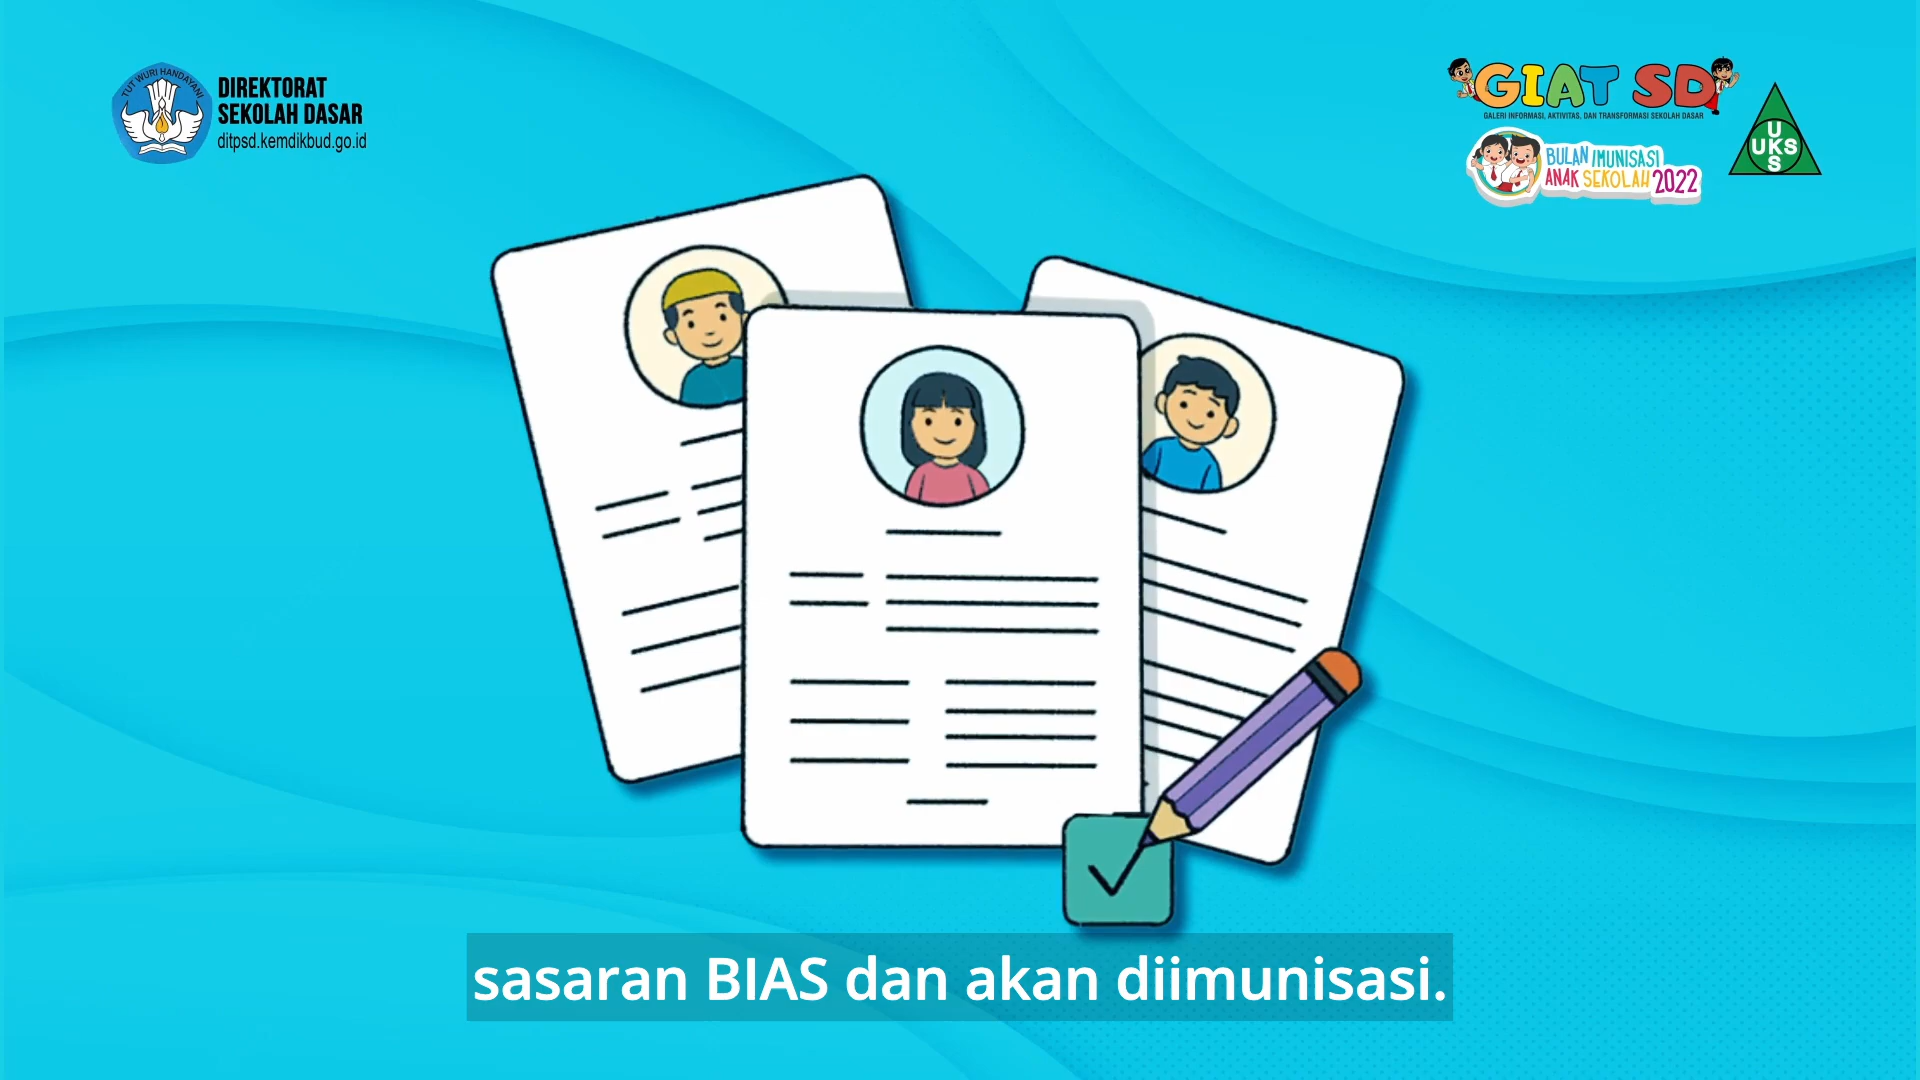 TUT WURI HANDAYANI
DIREKTORAT
SEKOLAH DASAR
ditpsd.kemdikbud.go.id
GIAT SD
GALERI INFORMASI, AKTIVITAS, DAN TRANSFORMASI SEKOLAH DASAR
BULAN IMUNISASI
ANAK SEKOLAH 2022
U
UKS
S
sasaran BIAS dan akan diimunisasi.